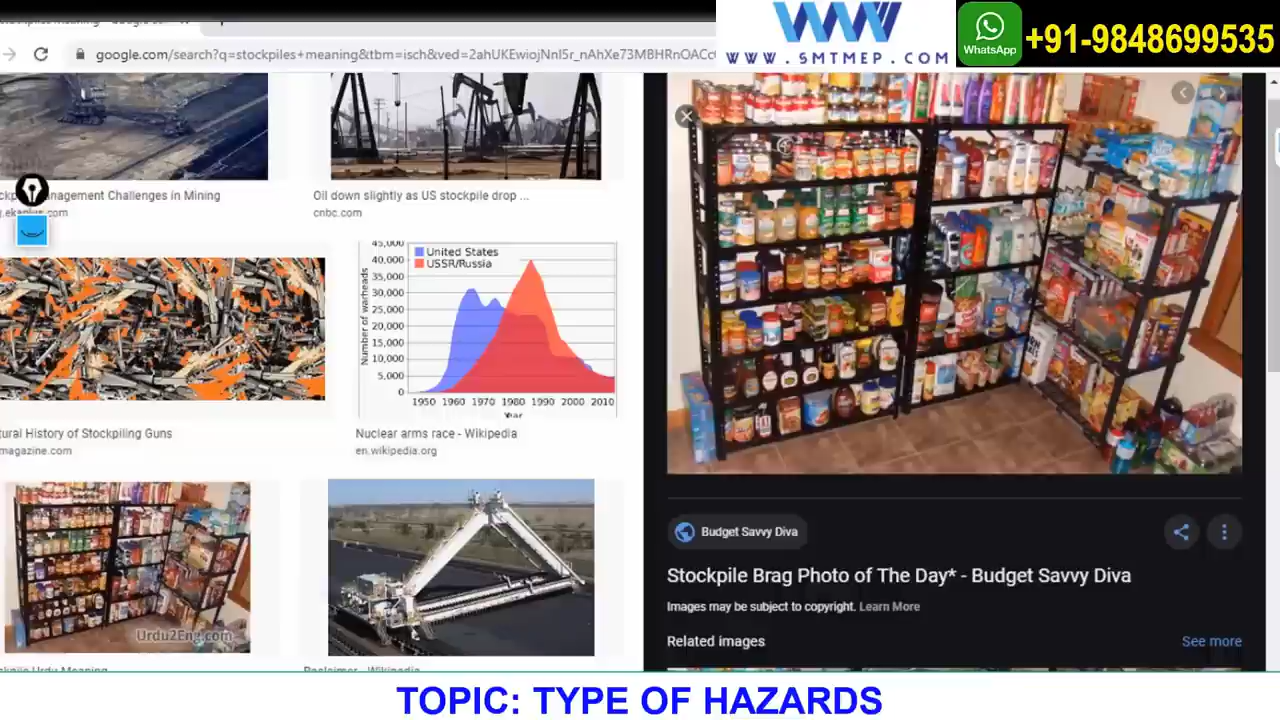 WWW.SMTMEP.COM
WhatsApp
+91-9848699535
google.com/search?q=stockpiles+meaning&tbm=isch&ved=2ahUKEwiojNnl5r_nAhXe73MBHRnOACc
Management Challenges in Mining
Oil down slightly as US stockpile drop ...
cnbc.com
45,000
40,000
35,000
30,000
25,000
20,000
15,000
10,000
5,000
0
United States
USSR/Russia
Number of warheads
1950 1960 1970 1980 1990 2000 2010
Year
tural History of Stockpiling Guns
magazine.com
Nuclear arms race - Wikipedia
en.wikipedia.org
Urdu2Eng.com
Reclaimer - Wikipedia
Budget Savvy Diva
Stockpile Brag Photo of The Day* - Budget Savvy Diva
Images may be subject to copyright. Learn More
Related images
See more
TOPIC: TYPE OF HAZARDS